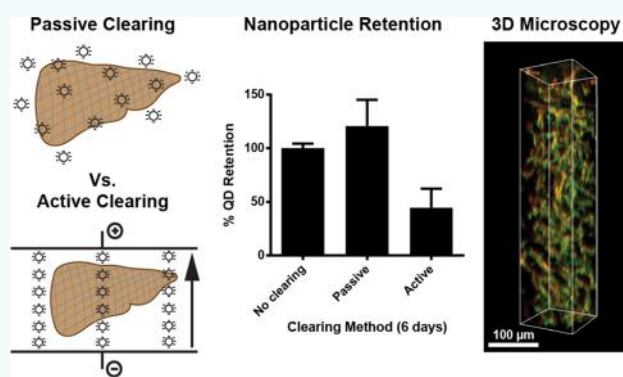 Passive Clearing
Vs.
Active Clearing
+
−
Nanoparticle Retention
% QD Retention
150
100
50
0
No clearing
Passive
Active
Clearing Method (6 days)
3D Microscopy
100 µm